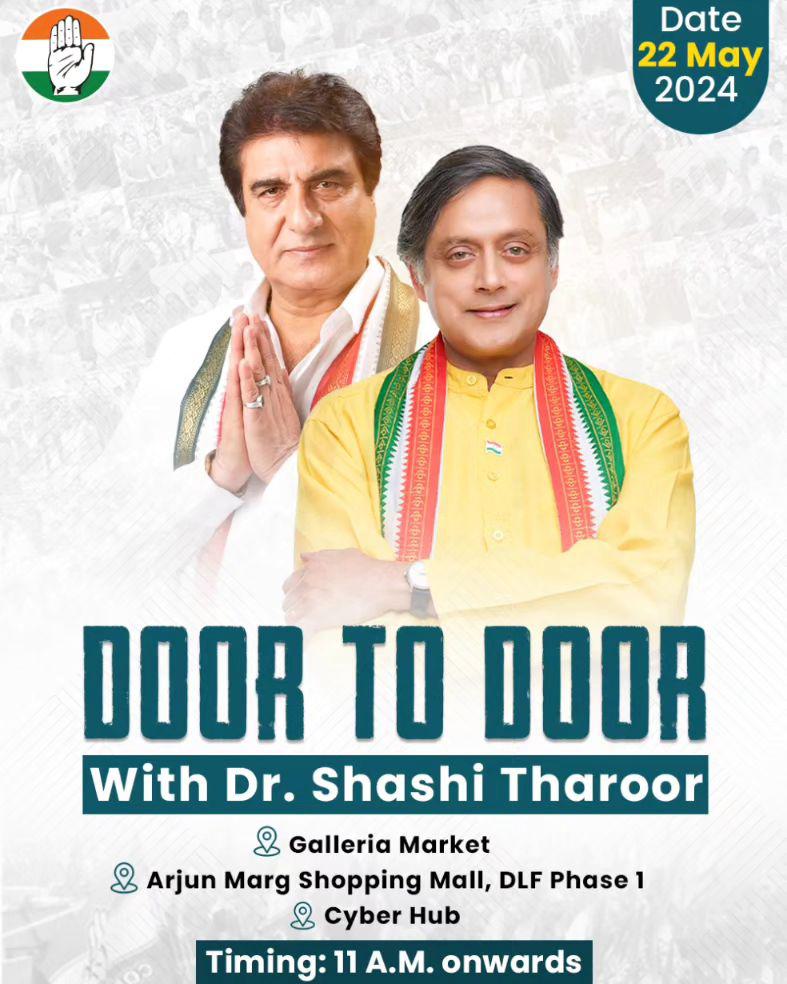 Date
22 May
2024
DOOR TO DOOR
With Dr. Shashi Tharoor
Galleria Market
Arjun Marg Shopping Mall, DLF Phase 1
Cyber Hub
Timing: 11 A.M. onwards